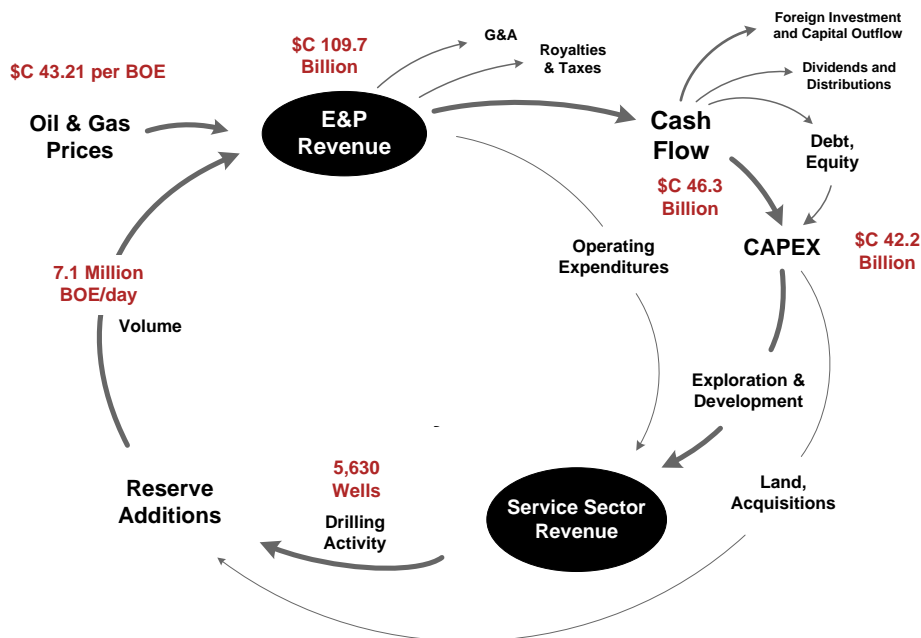 Foreign Investment
and Capital Outflow
$C 109.7
Billion
G&A
Royalties
& Taxes
$C 43.21 per BOE
Dividends and
Distributions
Oil & Gas
Prices
E&P
Revenue
Cash
Flow
Debt,
Equity
$C 46.3
Billion
CAPEX
$C 42.2
Billion
Operating
Expenditures
7.1 Million
BOE/day
Volume
Exploration &
Development
5,630
Wells
Reserve
Additions
Drilling
Activity
Service Sector
Revenue
Land,
Acquisitions